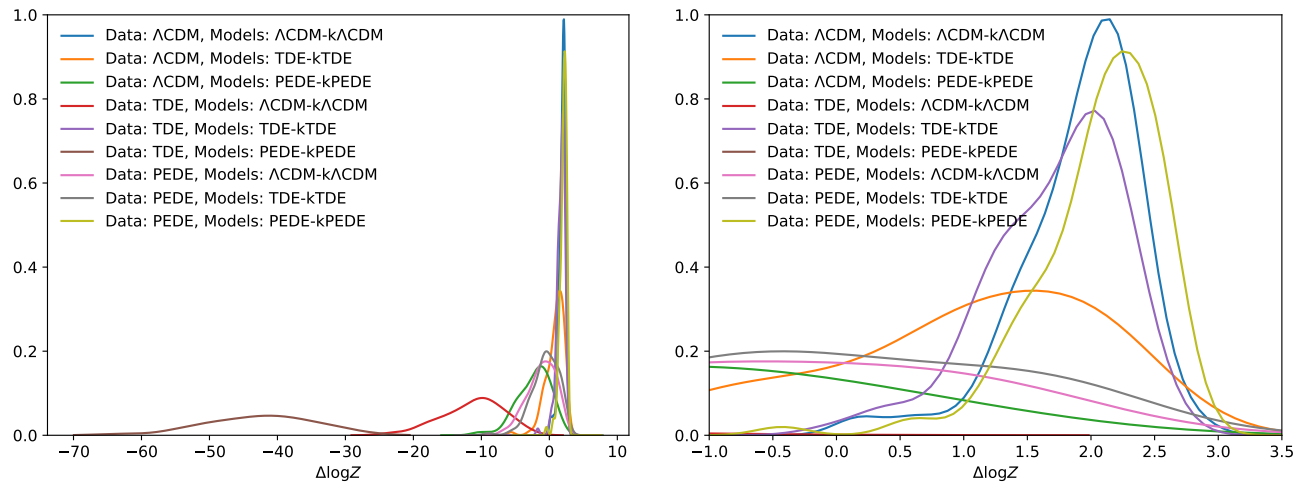 1.0
0.8
0.6
0.4
0.2
0.0
Data: ΛCDM, Models: ΛCDM-kΛCDM
Data: ΛCDM, Models: TDE-kTDE
Data: ΛCDM, Models: PEDE-kPEDE
Data: TDE, Models: ΛCDM-kΛCDM
Data: TDE, Models: TDE-kTDE
Data: TDE, Models: PEDE-kPEDE
Data: PEDE, Models: ΛCDM-kΛCDM
Data: PEDE, Models: TDE-kTDE
Data: PEDE, Models: PEDE-kPEDE
−70 −60 −50 −40 −30 −20 −10 0 10
ΔlogZ
1.0
0.8
0.6
0.4
0.2
0.0
Data: ΛCDM, Models: ΛCDM-kΛCDM
Data: ΛCDM, Models: TDE-kTDE
Data: ΛCDM, Models: PEDE-kPEDE
Data: TDE, Models: ΛCDM-kΛCDM
Data: TDE, Models: TDE-kTDE
Data: TDE, Models: PEDE-kPEDE
Data: PEDE, Models: ΛCDM-kΛCDM
Data: PEDE, Models: TDE-kTDE
Data: PEDE, Models: PEDE-kPEDE
−1.0 −0.5 0.0 0.5 1.0 1.5 2.0 2.5 3.0 3.5
ΔlogZ